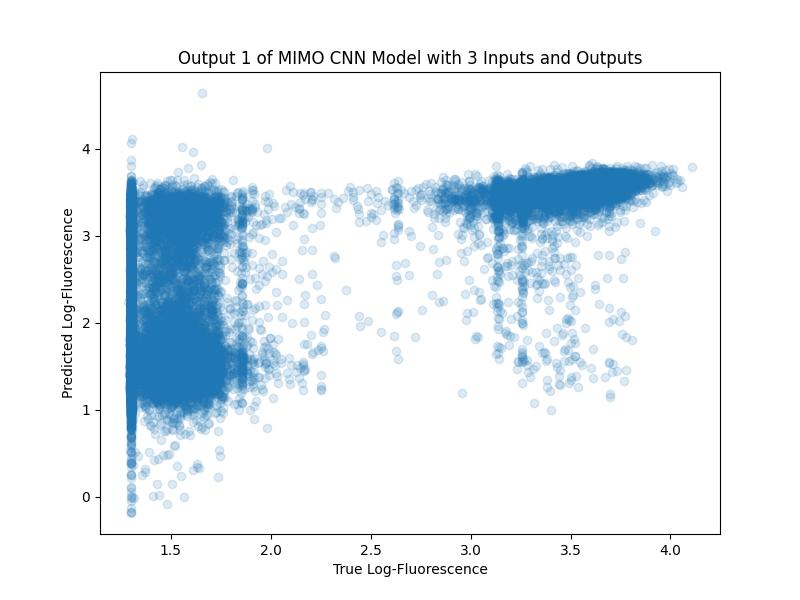 Output 1 of MIMO CNN Model with 3 Inputs and Outputs
4
3
2
1
0
Predicted Log-Fluorescence
1.5 2.0 2.5 3.0 3.5 4.0
True Log-Fluorescence